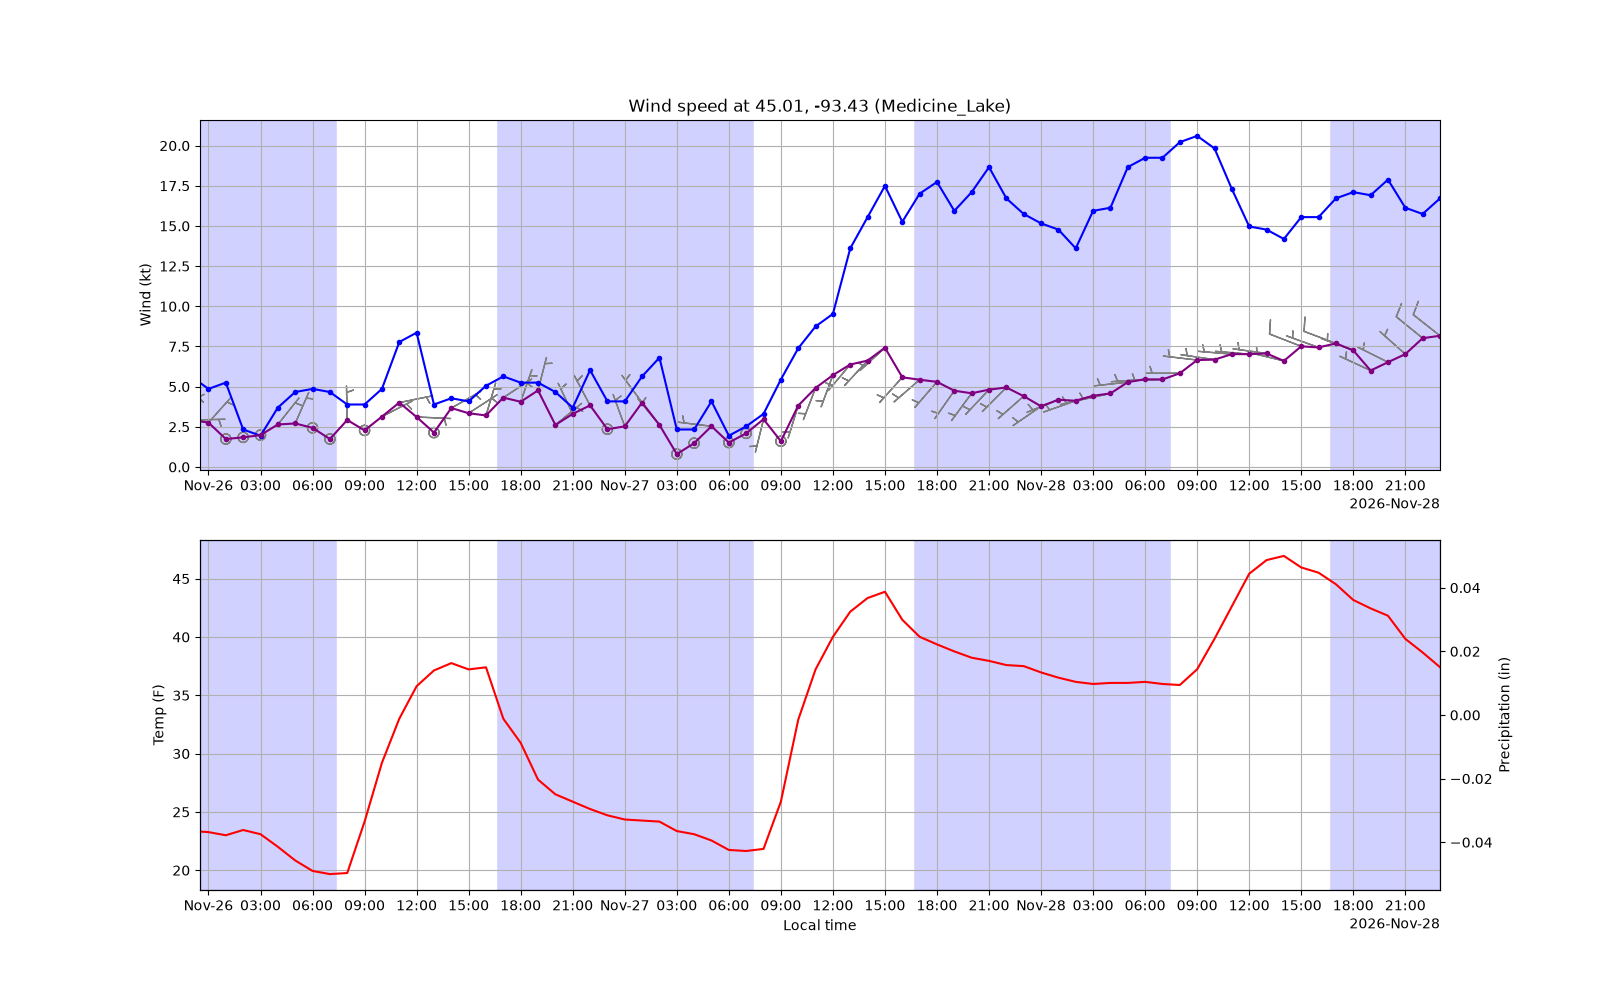 Wind speed at 45.01, -93.43 (Medicine_Lake)
20.0
17.5
15.0
12.5
10.0
7.5
5.0
2.5
0.0
Wind (kt)
Nov-26 03:00 06:00 09:00 12:00 15:00 18:00 21:00 Nov-27 03:00 06:00 09:00 12:00 15:00 18:00 21:00 Nov-28 03:00 06:00 09:00 12:00 15:00 18:00 21:00
2026-Nov-28
45
40
35
30
25
20
Temp (F)
0.04
0.02
0.00
−0.02
−0.04
Precipitation (in)
Nov-26 03:00 06:00 09:00 12:00 15:00 18:00 21:00 Nov-27 03:00 06:00 09:00 12:00 15:00 18:00 21:00 Nov-28 03:00 06:00 09:00 12:00 15:00 18:00 21:00
Local time
2026-Nov-28